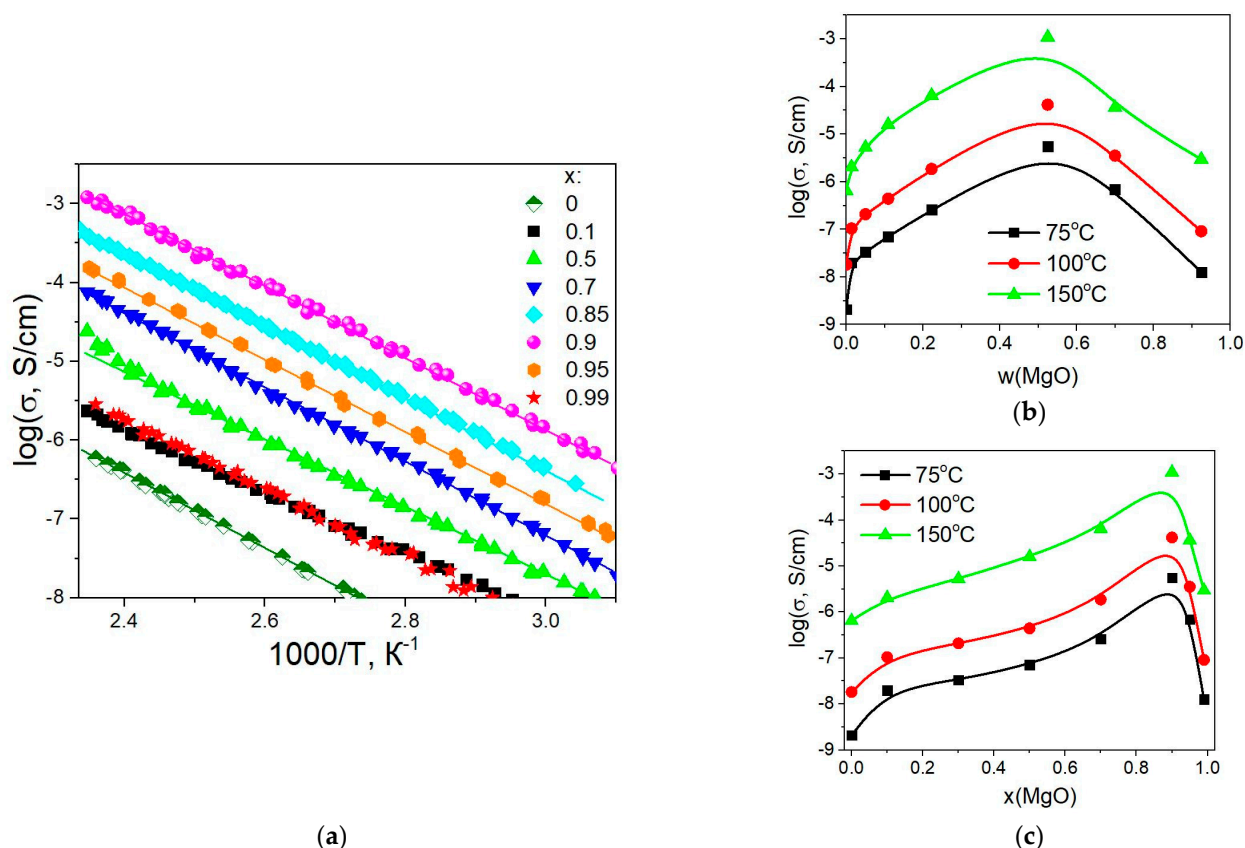 log(σ, S/cm)
-3
-4
-5
-6
-7
-8
2.4
2.6
2.8
3.0
1000/T, K⁻¹
x:
0
0.1
0.5
0.7
0.85
0.9
0.95
0.99
(a)
log(σ, S/cm)
-3
-4
-5
-6
-7
-8
-9
75°C
100°C
150°C
0.0
0.2
0.4
0.6
0.8
1.0
w(MgO)
(b)
log(σ, S/cm)
-3
-4
-5
-6
-7
-8
-9
75°C
100°C
150°C
0.0
0.2
0.4
0.6
0.8
1.0
x(MgO)
(c)